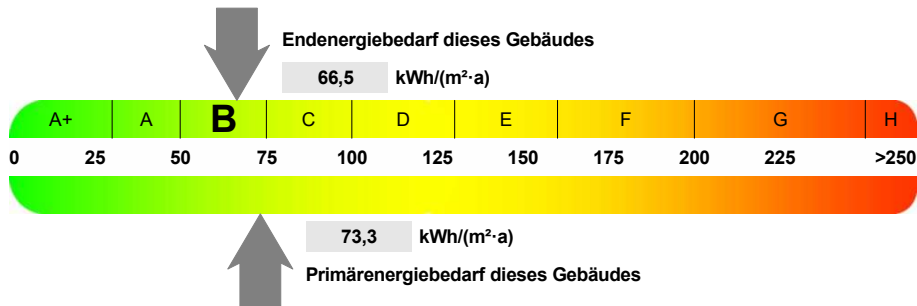 Endenergiebedarf dieses Gebäudes
66,5 kWh/(m²·a)
A+ A B C D E F G H
0 25 50 75 100 125 150 175 200 225 >250
73,3 kWh/(m²·a)
Primärenergiebedarf dieses Gebäudes